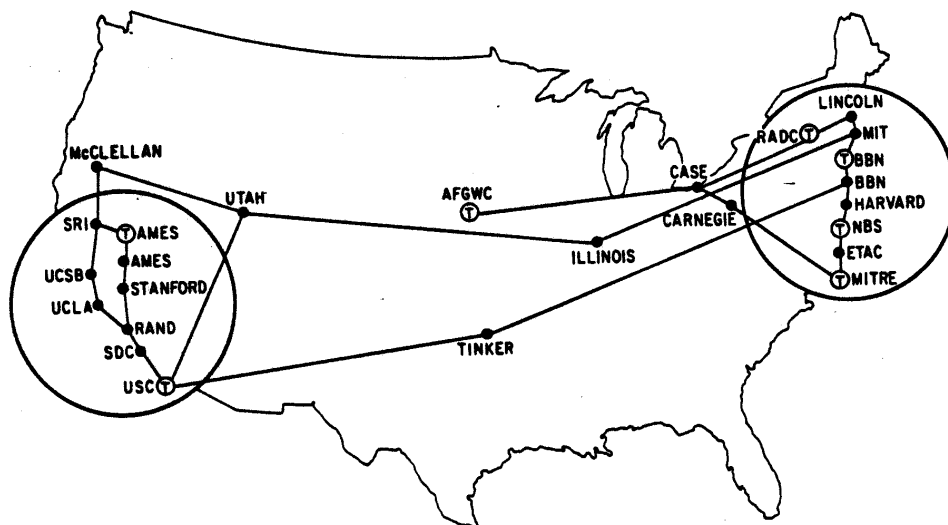 LINCOLN
RADC T
MIT
McCLELLAN
T BBN
CASE
BBN
UTAH
AFGWC T
HARVARD
CARNEGIE
SRI
T AMES
T NBS
ILLINOIS
ETAC
AMES
UCSB
T MITRE
STANFORD
UCLA
RAND
TINKER
SDC
USC T